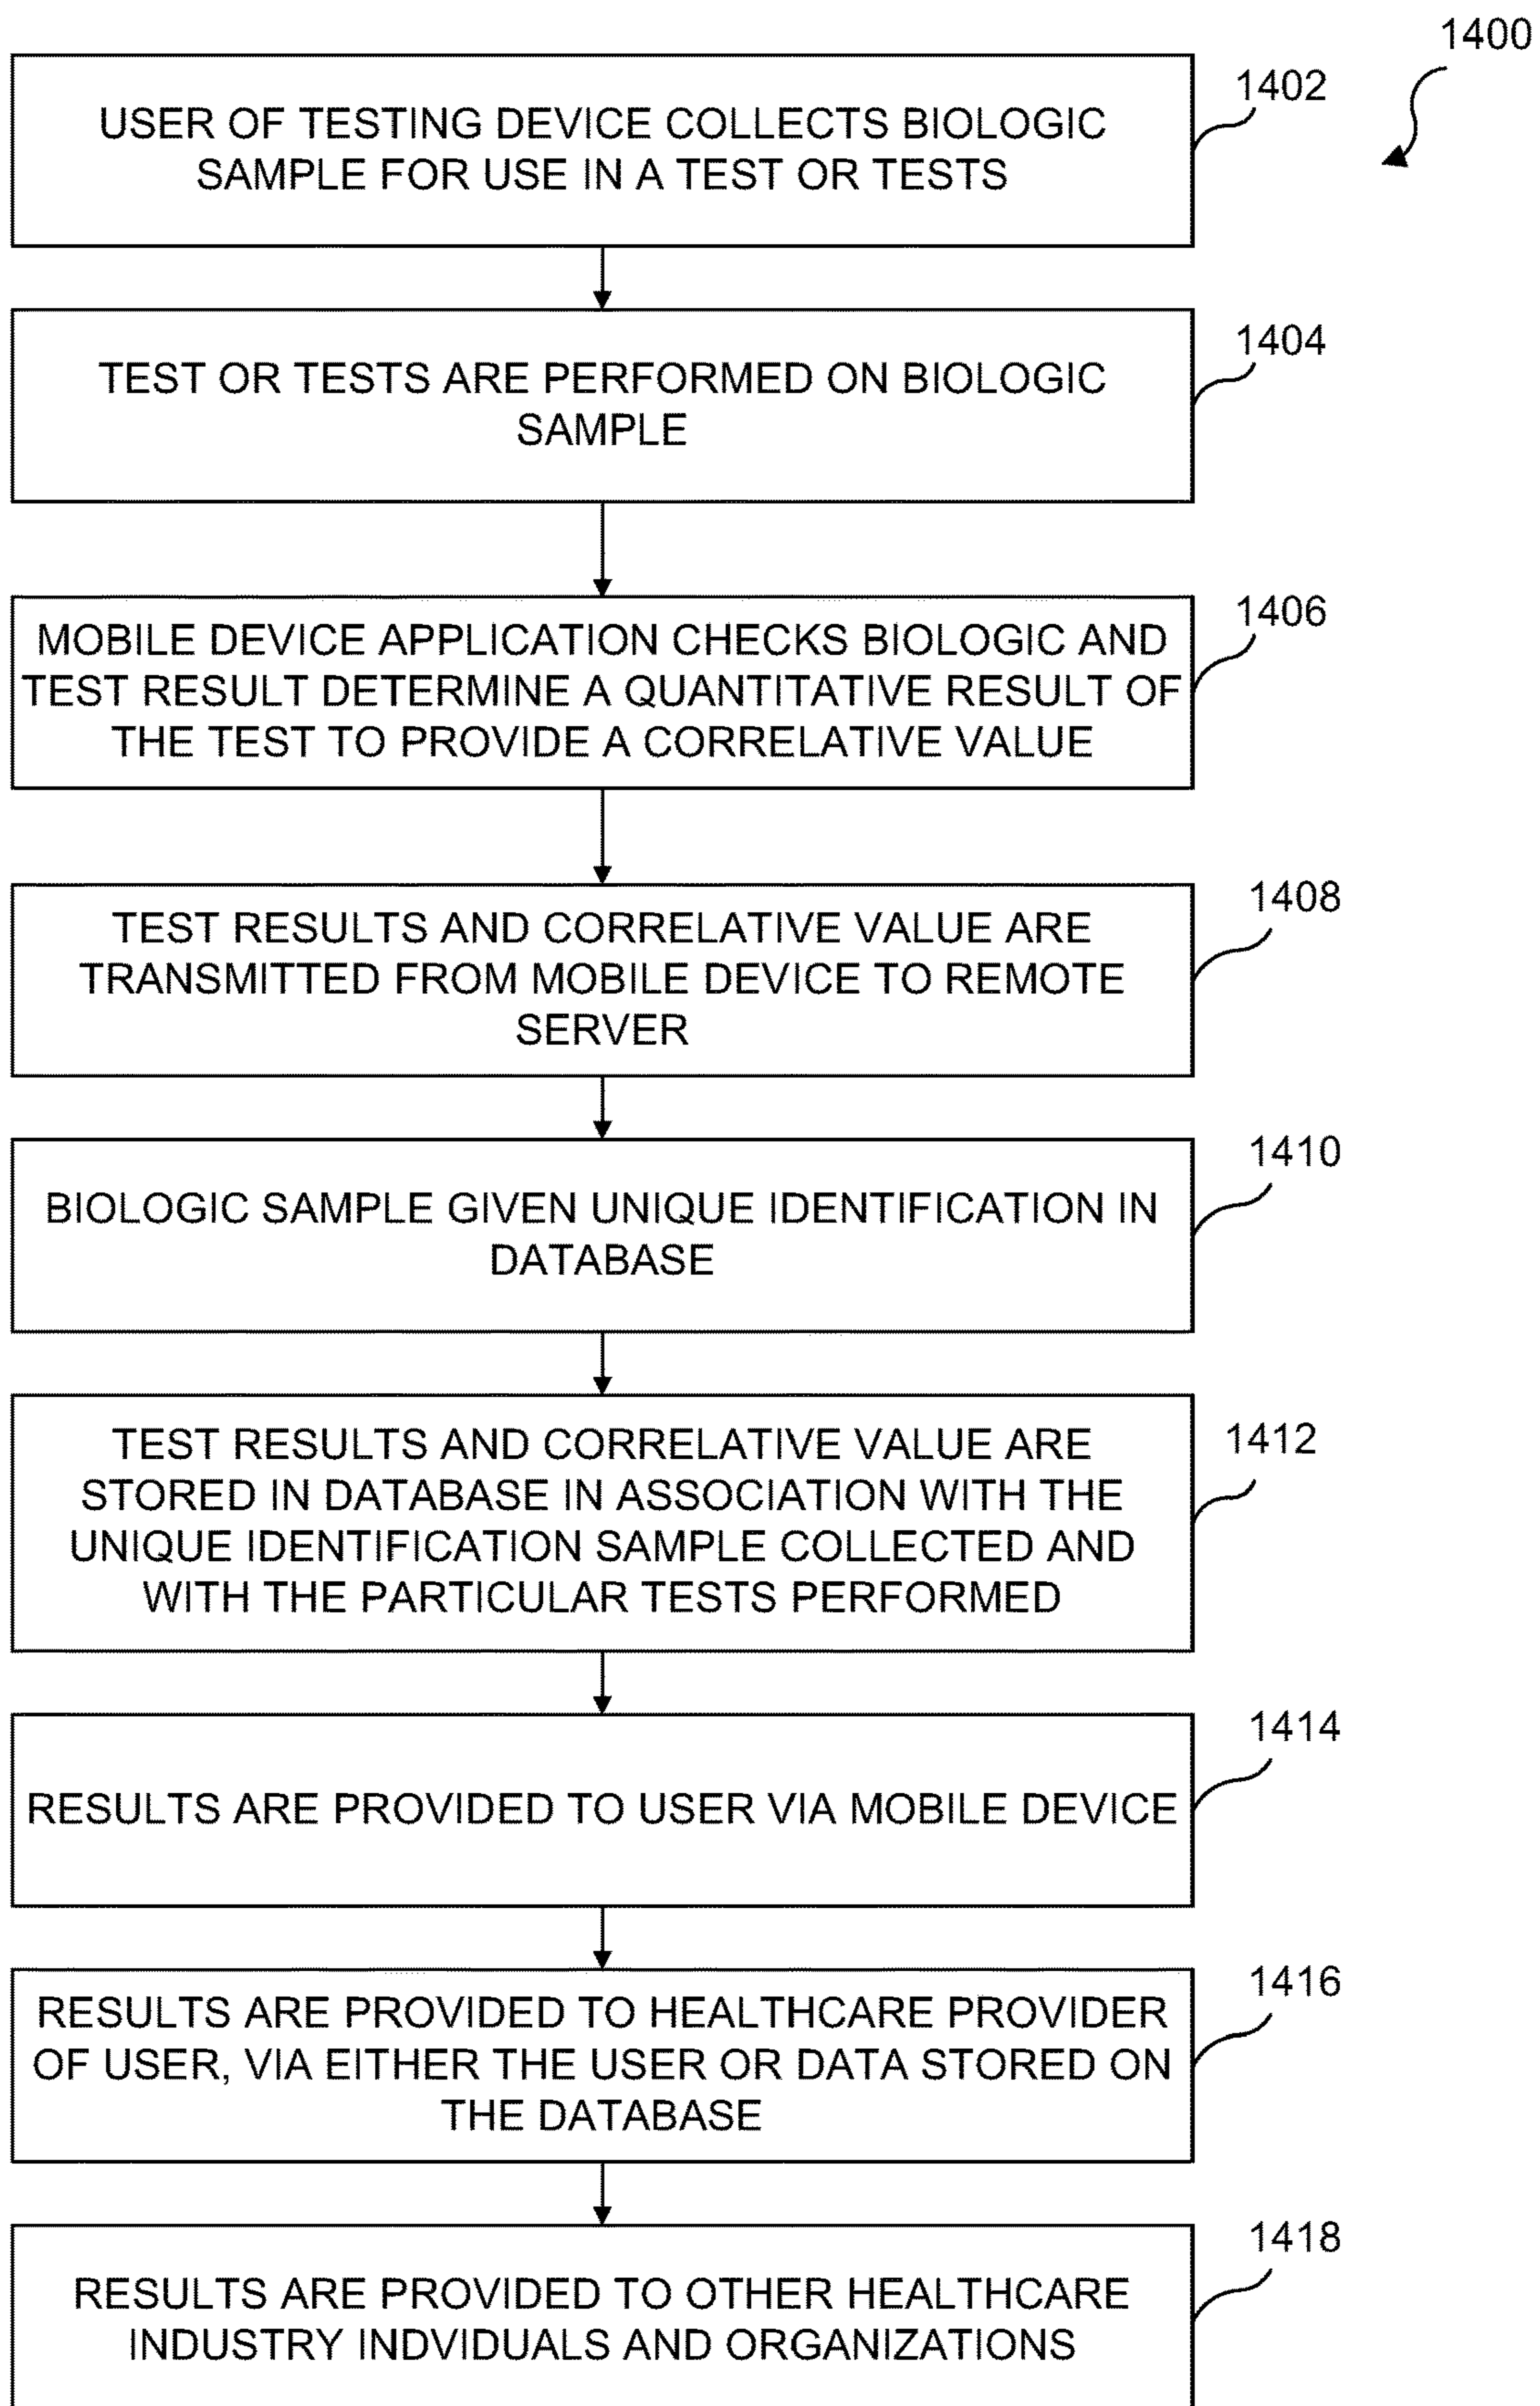 1400
1402
USER OF TESTING DEVICE COLLECTS BIOLOGIC
SAMPLE FOR USE IN A TEST OR TESTS
1404
TEST OR TESTS ARE PERFORMED ON BIOLOGIC
SAMPLE
1406
MOBILE DEVICE APPLICATION CHECKS BIOLOGIC AND
TEST RESULT DETERMINE A QUANTITATIVE RESULT OF
THE TEST TO PROVIDE A CORRELATIVE VALUE
1408
TEST RESULTS AND CORRELATIVE VALUE ARE
TRANSMITTED FROM MOBILE DEVICE TO REMOTE
SERVER
1410
BIOLOGIC SAMPLE GIVEN UNIQUE IDENTIFICATION IN
DATABASE
1412
TEST RESULTS AND CORRELATIVE VALUE ARE
STORED IN DATABASE IN ASSOCIATION WITH THE
UNIQUE IDENTIFICATION SAMPLE COLLECTED AND
WITH THE PARTICULAR TESTS PERFORMED
1414
RESULTS ARE PROVIDED TO USER VIA MOBILE DEVICE
1416
RESULTS ARE PROVIDED TO HEALTHCARE PROVIDER
OF USER, VIA EITHER THE USER OR DATA STORED ON
THE DATABASE
1418
RESULTS ARE PROVIDED TO OTHER HEALTHCARE
INDUSTRY INDVIDUALS AND ORGANIZATIONS